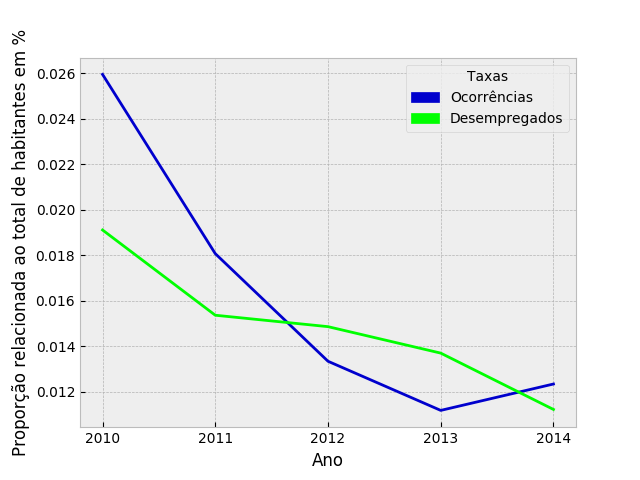 Proporção relacionada ao total de habitantes em %
0.026
0.024
0.022
0.020
0.018
0.016
0.014
0.012
Taxas
Ocorrências
Desempregados
2010 2011 2012 2013 2014
Ano